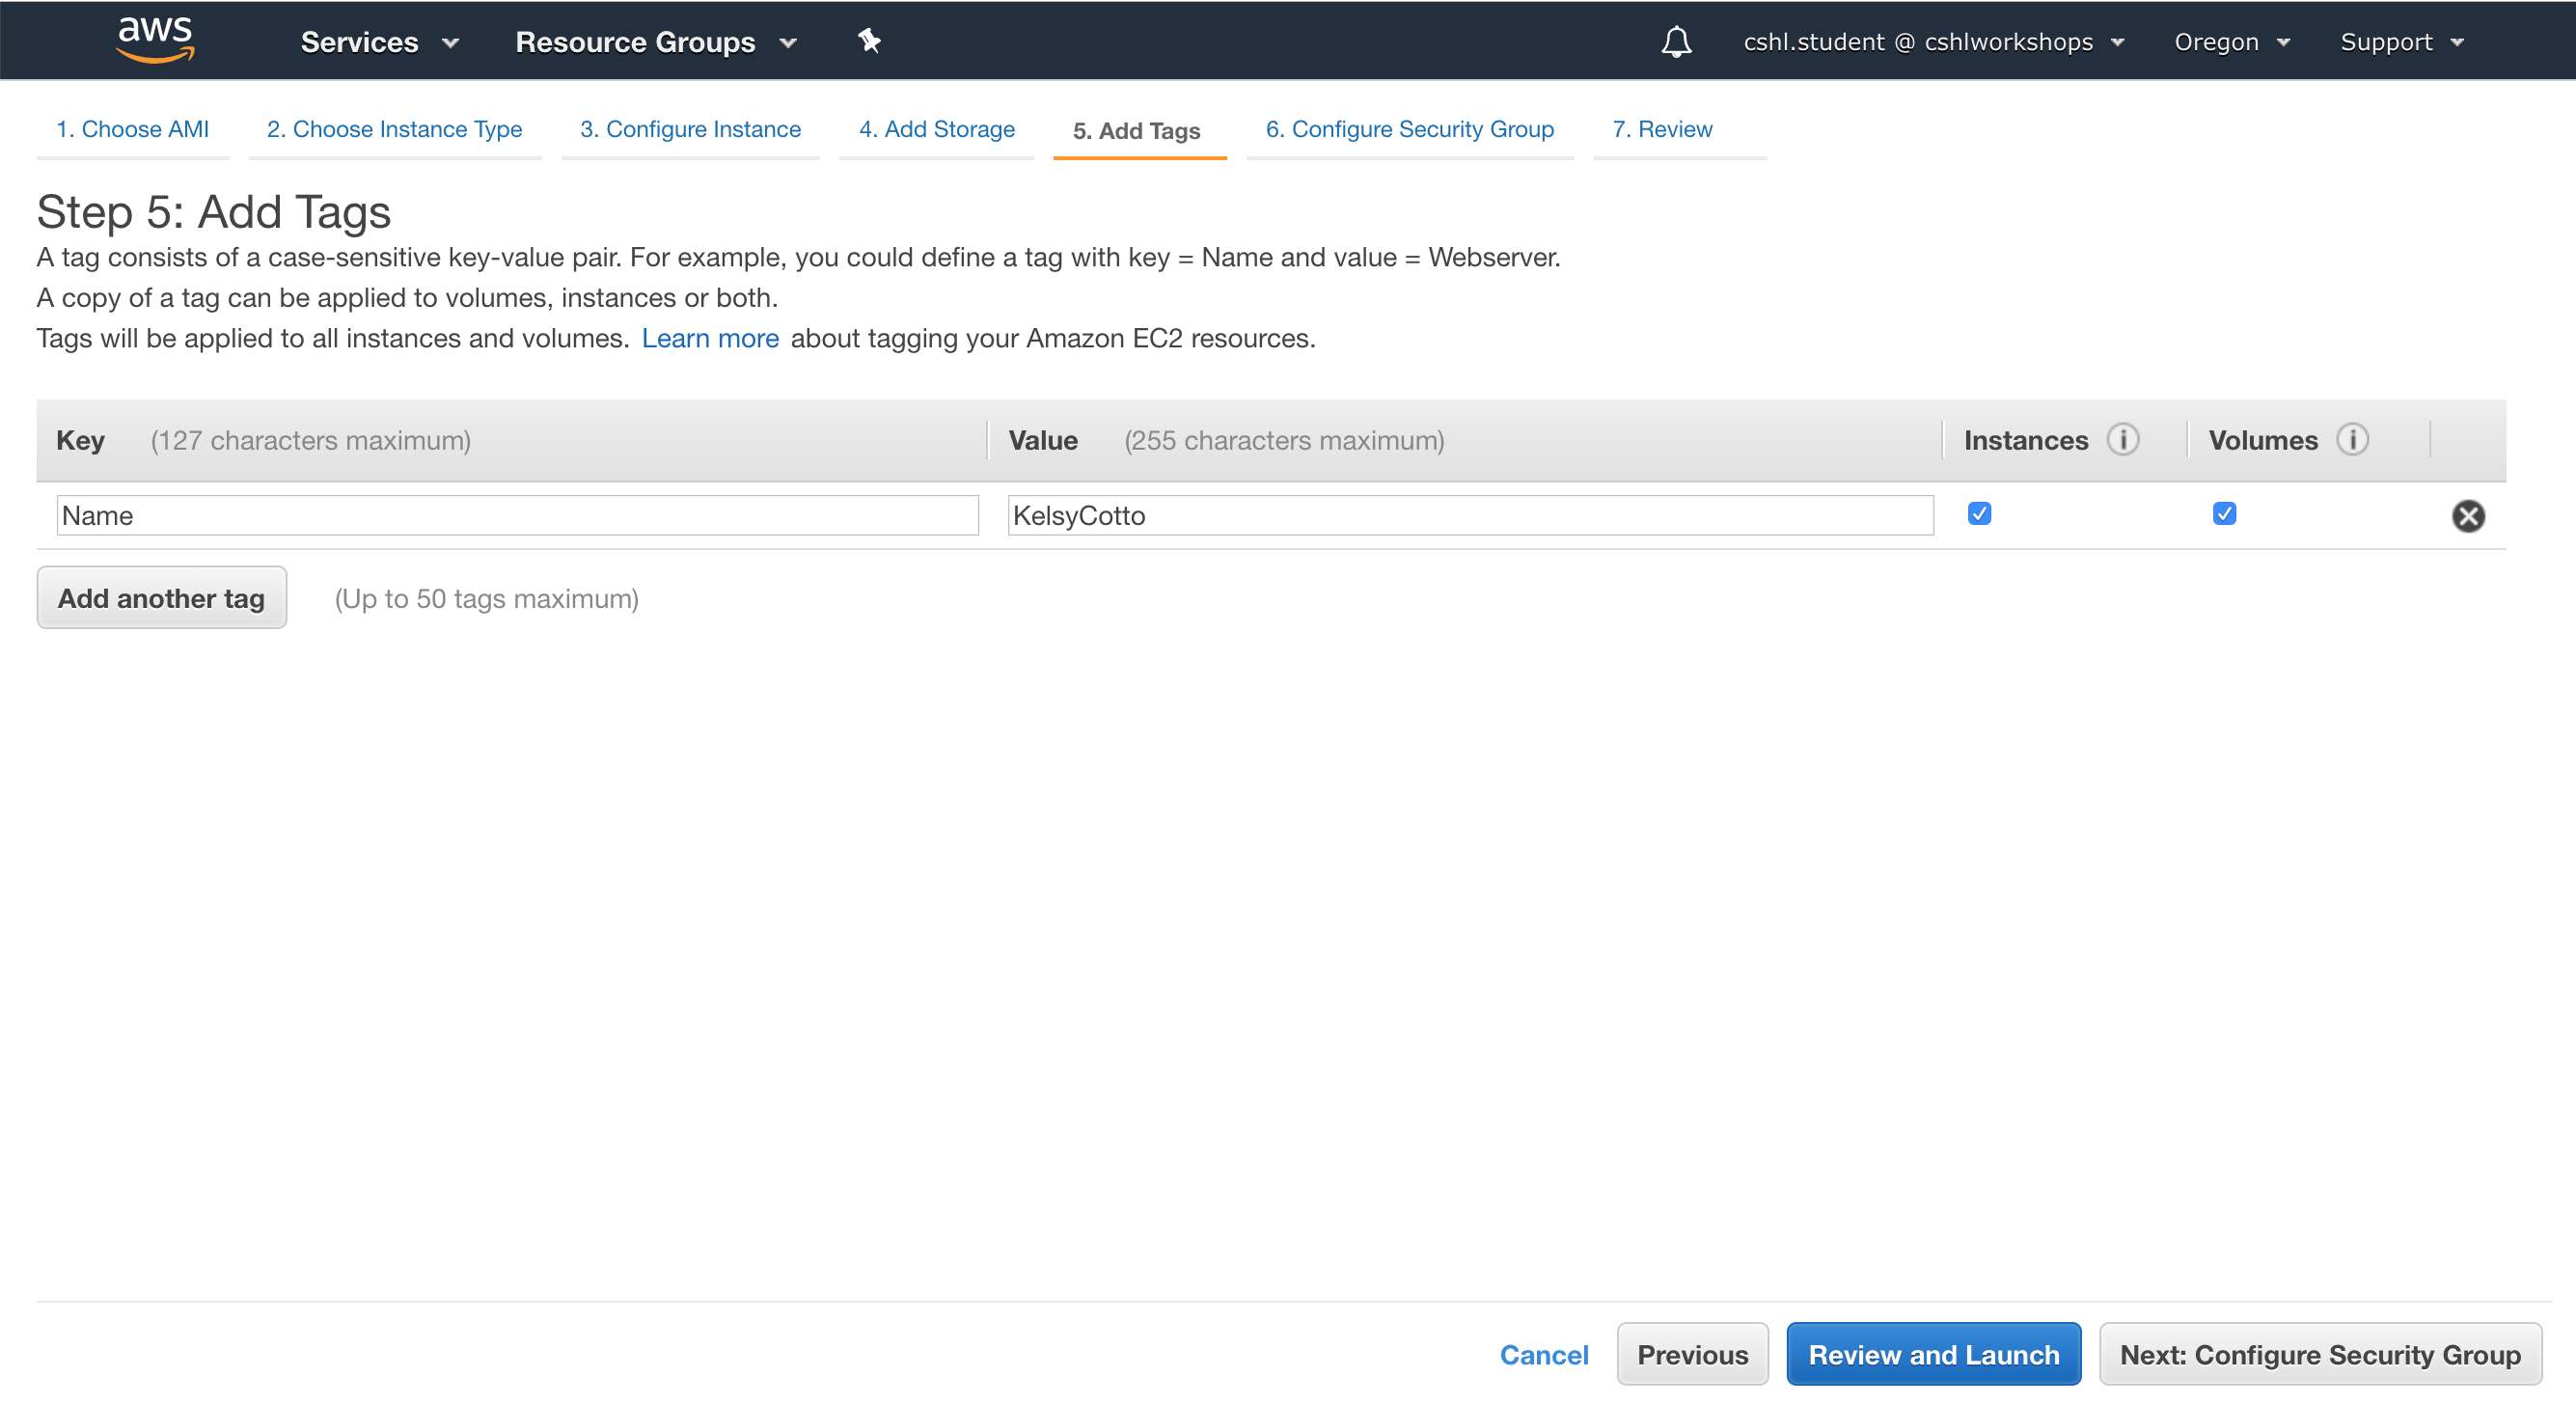 aws Services Resource Groups cshl.student @ cshlworkshops Oregon Support
1. Choose AMI 2. Choose Instance Type 3. Configure Instance 4. Add Storage 5. Add Tags 6. Configure Security Group 7. Review
Step 5: Add Tags
A tag consists of a case-sensitive key-value pair. For example, you could define a tag with key = Name and value = Webserver.
A copy of a tag can be applied to volumes, instances or both.
Tags will be applied to all instances and volumes. Learn more about tagging your Amazon EC2 resources.
Key (127 characters maximum) Value (255 characters maximum) Instances i Volumes i
Name KelsyCotto
Add another tag (Up to 50 tags maximum)
Cancel Previous Review and Launch Next: Configure Security Group